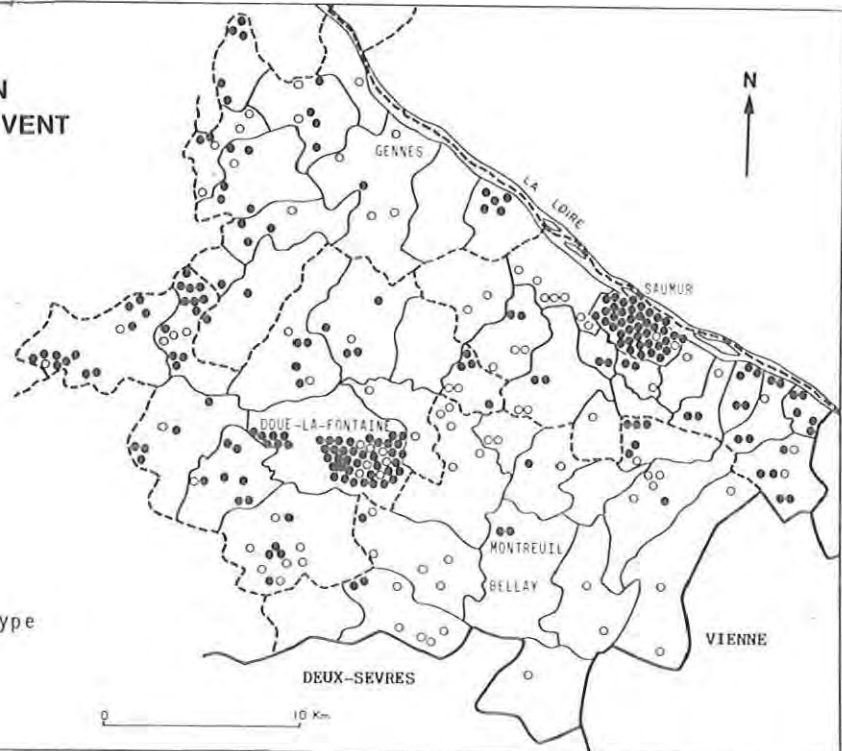 N
VENT
N
GENNES
LA LOIRE
SAUMUR
DOUE-LA-FONTAINE
MONTREUIL
BELLAY
ype
VIENNE
DEUX-SEVRES
0 10 Km